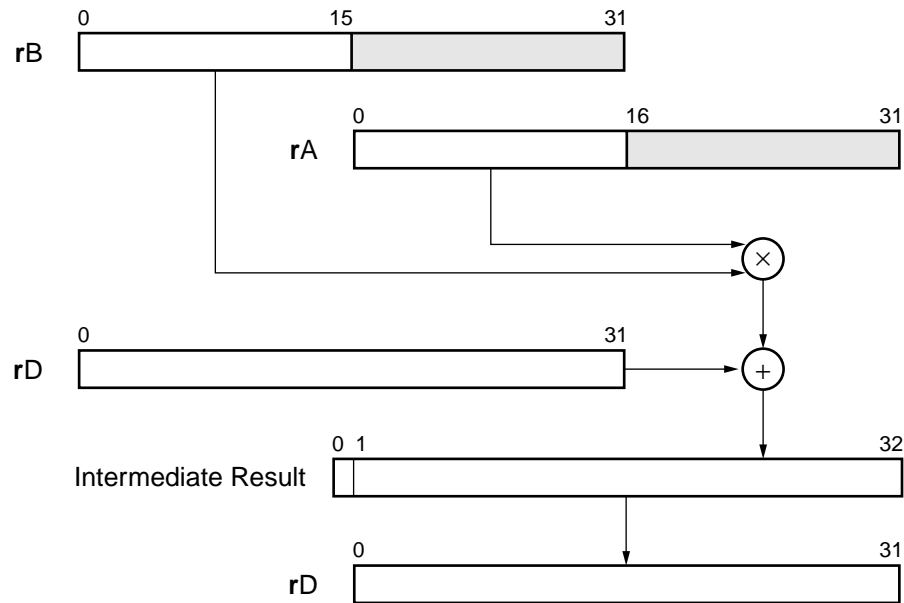 0 15 31
rB
0 16 31
rA
×
0 31
rD
+
0 1 32
Intermediate Result
0 31
rD